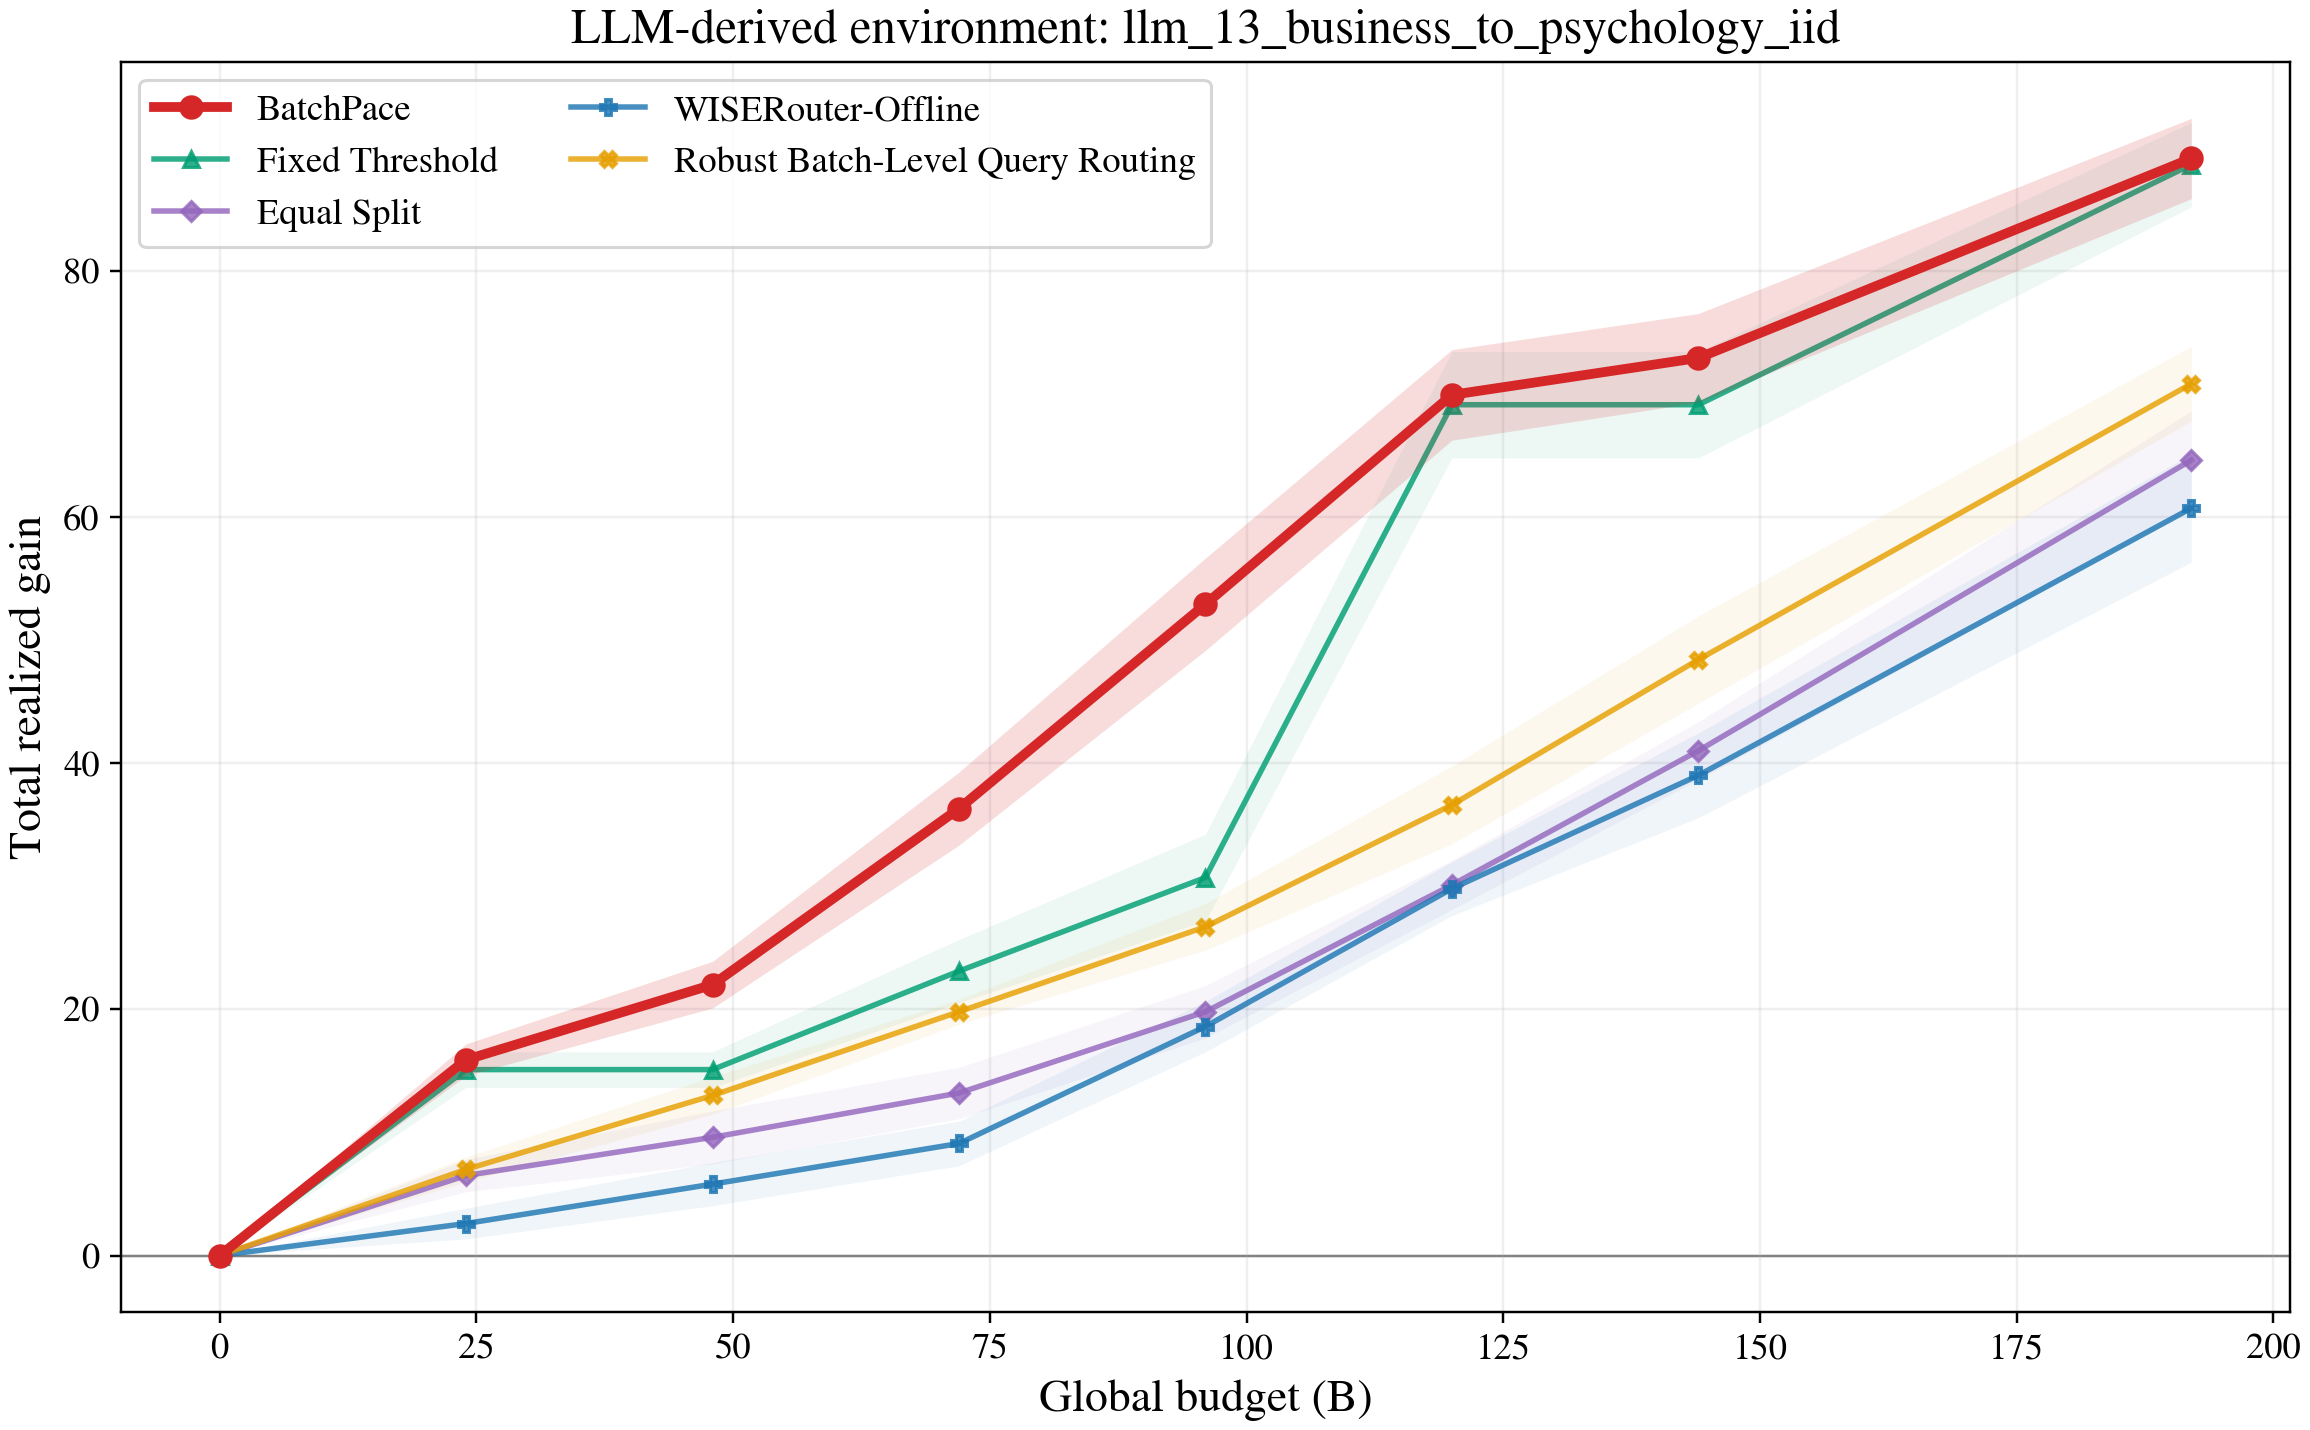 LLM-derived environment: llm_13_business_to_psychology_iid
BatchPace
Fixed Threshold
Equal Split
WISERouter-Offline
Robust Batch-Level Query Routing
Total realized gain
80
60
40
20
0
0 25 50 75 100 125 150 175 200
Global budget (B)